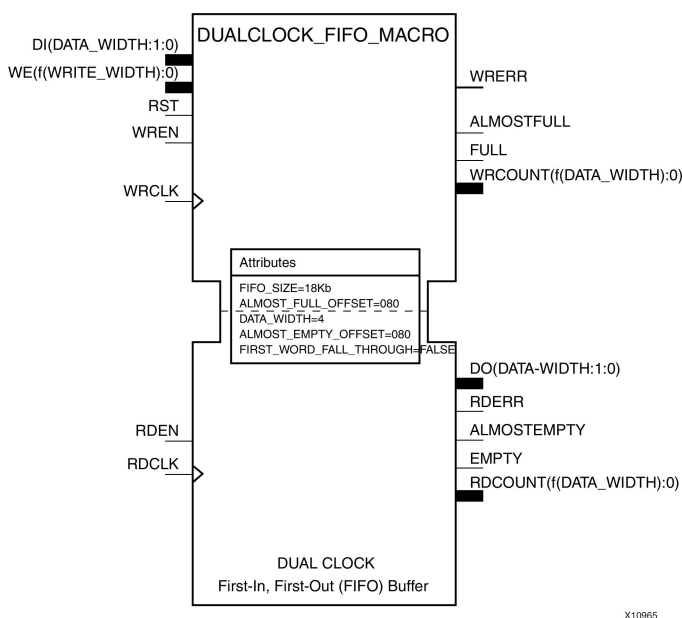 DUALCLOCK_FIFO_MACRO
DI(DATA_WIDTH:1:0)
WE(f(WRITE_WIDTH):0)
RST
WREN
WRCLK
WRERR
ALMOSTFULL
FULL
WRCOUNT(f(DATA_WIDTH):0)
Attributes
FIFO_SIZE=18Kb
ALMOST_FULL_OFFSET=080
DATA_WIDTH=4
ALMOST_EMPTY_OFFSET=080
FIRST_WORD_FALL_THROUGH=FALSE
RDEN
RDCLK
DO(DATA-WIDTH:1:0)
RDERR
ALMOSTEMPTY
EMPTY
RDCOUNT(f(DATA_WIDTH):0)
DUAL CLOCK
First-In, First-Out (FIFO) Buffer
X10965